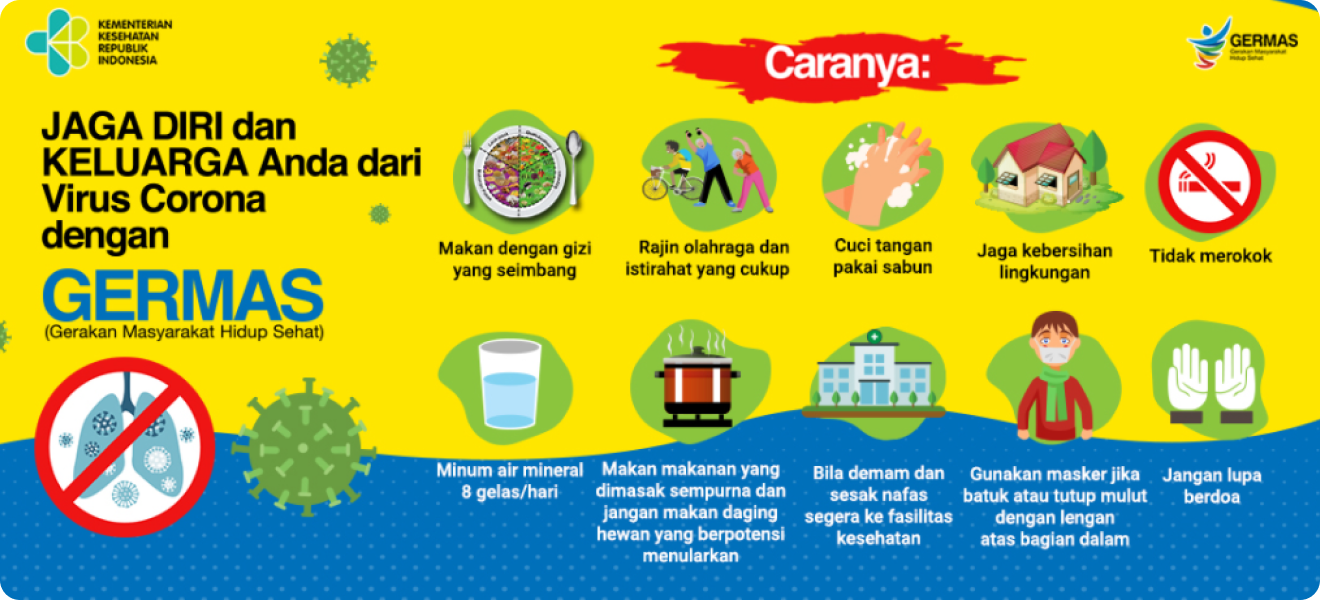 KEMENTERIAN
KESEHATAN
REPUBLIK
INDONESIA
GERMAS
Gerakan Masyarakat
Hidup Sehat
JAGA DIRI dan
KELUARGA Anda dari
Virus Corona
dengan
GERMAS
(Gerakan Masyarakat Hidup Sehat)
Caranya:
Makan dengan gizi
yang seimbang
Rajin olahraga dan
istirahat yang cukup
Cuci tangan
pakai sabun
Jaga kebersihan
lingkungan
Tidak merokok
Minum air mineral
8 gelas/hari
Makan makanan yang
dimasak sempurna dan
jangan makan daging
hewan yang berpotensi
menularkan
Bila demam dan
sesak nafas
segera ke fasilitas
kesehatan
Gunakan masker jika
batuk atau tutup mulut
dengan lengan
atas bagian dalam
Jangan lupa
berdoa